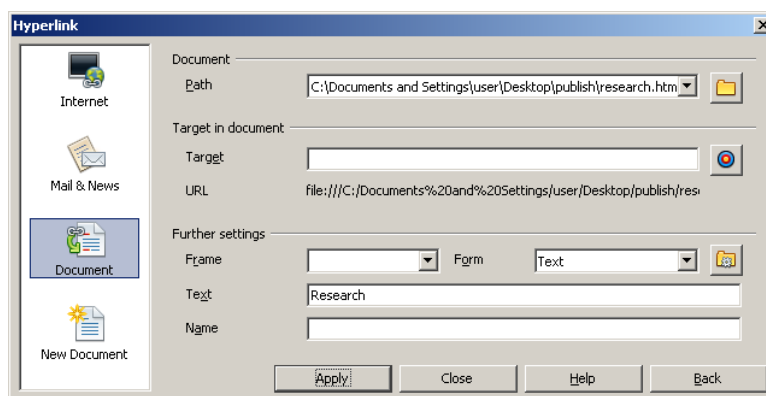 Hyperlink
Internet
Mail & News
Document
New Document
Document
Path C:\Documents and Settings\user\Desktop\publish\research.htm
Target in document
Target
URL file:///C:/Documents%20and%20Settings/user/Desktop/publish/rese
Further settings
Frame Form Text
Text Research
Name
Apply Close Help Back